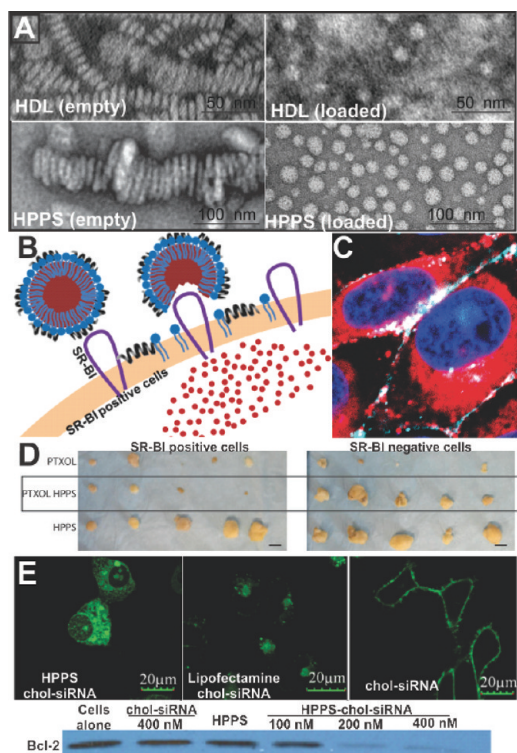 A
HDL (empty)
50 nm
HDL (loaded)
50 nm
HPPS (empty)
100 nm
HPPS (loaded)
100 nm
B
SR-BI
SR-BI positive cells
C
D
SR-BI positive cells
SR-BI negative cells
PTXOL
PTXOL HPPS
HPPS
E
HPPS
chol-siRNA
20µm
Lipofectamine
chol-siRNA
20µm
chol-siRNA
20µm
Cells
alone
chol-siRNA
400 nM
HPPS
HPPS-chol-siRNA
100 nM 200 nM 400 nM
Bcl-2